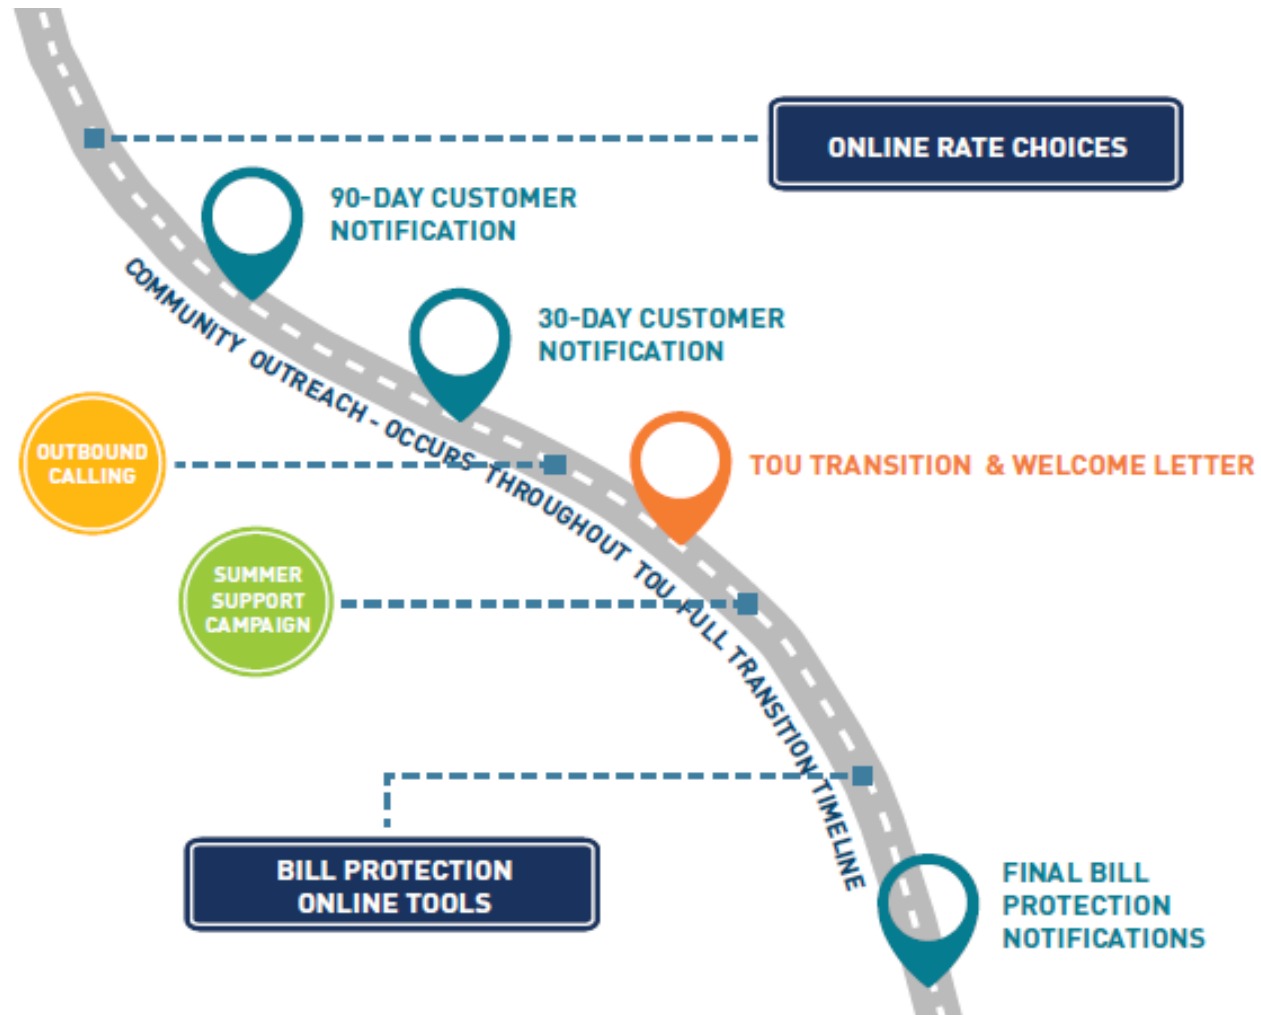 ONLINE RATE CHOICES
90-DAY CUSTOMER
NOTIFICATION
30-DAY CUSTOMER
NOTIFICATION
COMMUNITY OUTREACH - OCCURS THROUGHOUT TOU FULL TRANSITION TIMELINE
OUTBOUND
CALLING
TOU TRANSITION & WELCOME LETTER
SUMMER
SUPPORT
CAMPAIGN
BILL PROTECTION
ONLINE TOOLS
FINAL BILL
PROTECTION
NOTIFICATIONS